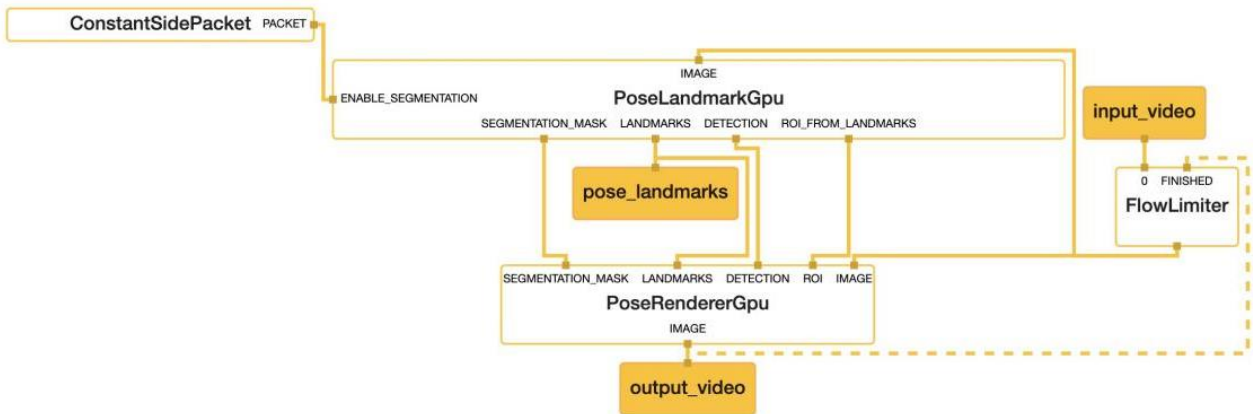 ConstantSidePacket PACKET
IMAGE
ENABLE_SEGMENTATION
PoseLandmarkGpu
SEGMENTATION_MASK LANDMARKS DETECTION ROI_FROM_LANDMARKS
input_video
0 FINISHED
FlowLimiter
pose_landmarks
SEGMENTATION_MASK LANDMARKS DETECTION ROI IMAGE
PoseRendererGpu
IMAGE
output_video